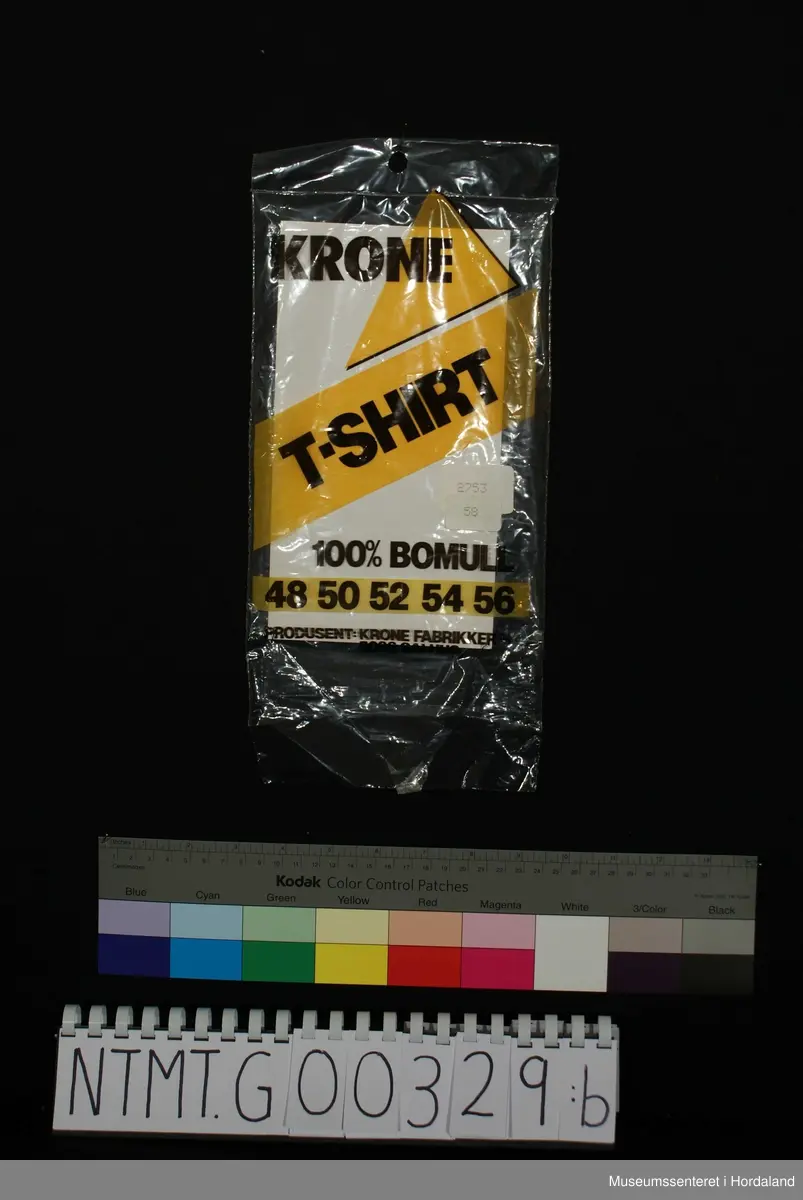 KRONE
T-SHIRT
2753
58
100% BOMULL
48 50 52 54 56
PRODUSENT: KRONE FABRIKKER
Kodak Color Control Patches
Blue Cyan Green Yellow Red Magenta White 3/Color Black
NTMT.G00329:b
Museumssenteret i Hordaland